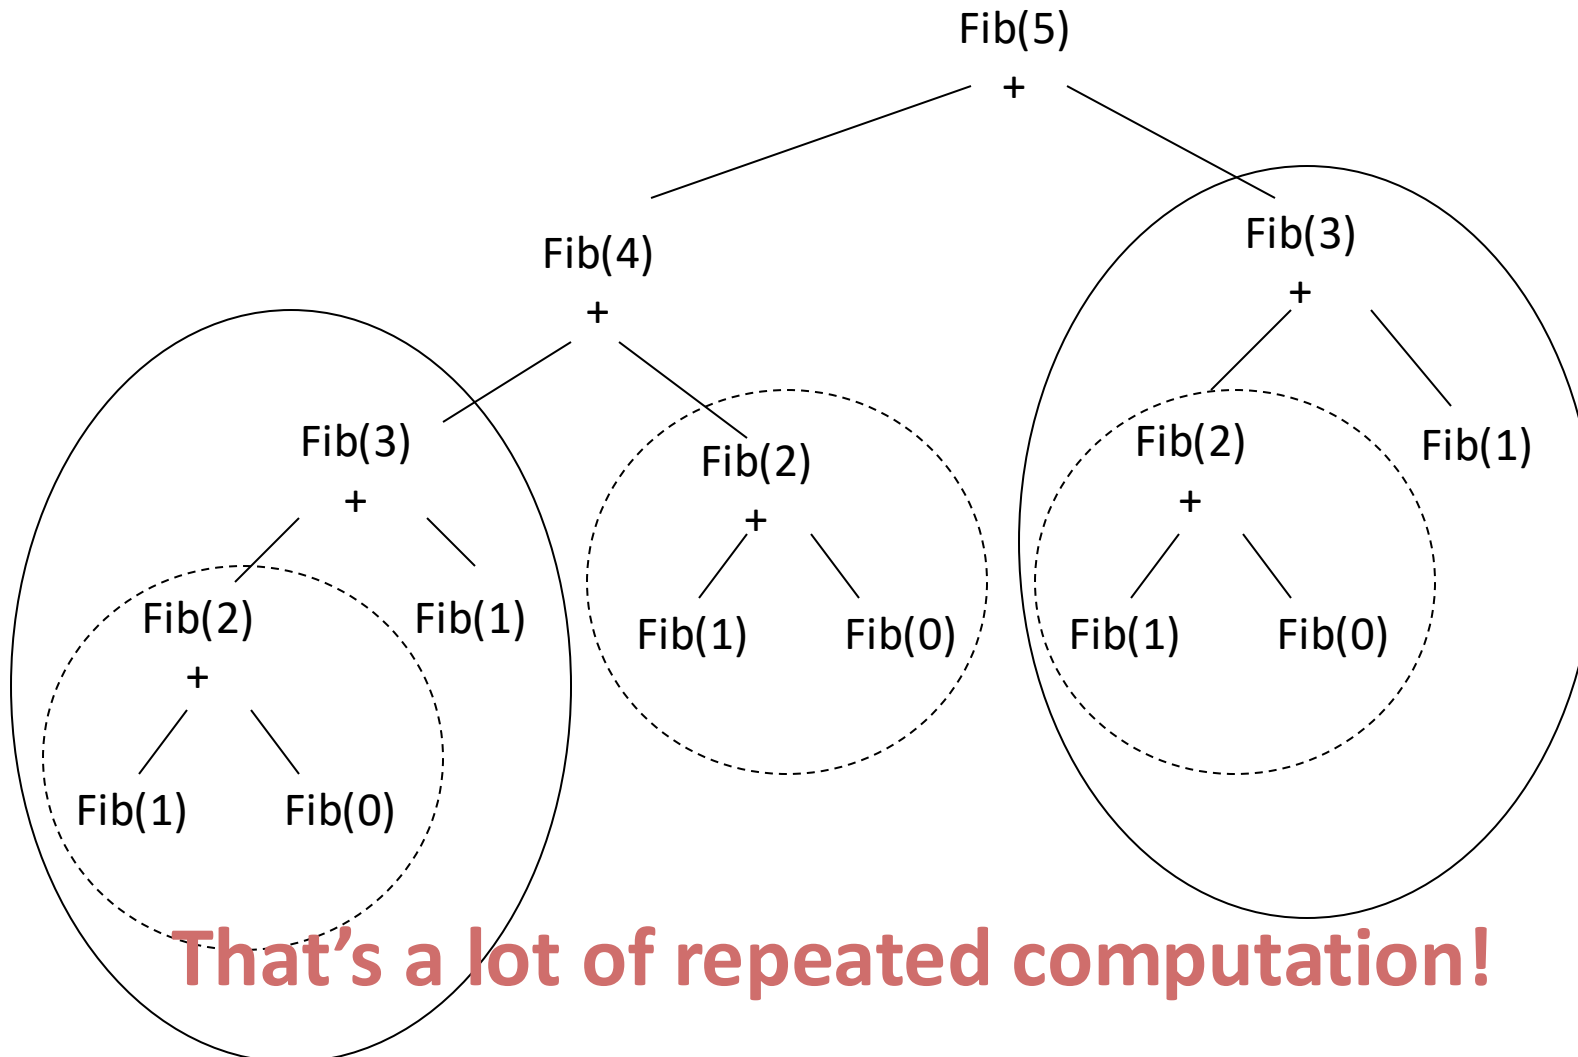 Fib(5)
+
Fib(4)
+
Fib(3)
+
Fib(3)
+
Fib(2)
+
Fib(2)
+
Fib(1)
Fib(2)
+
Fib(1)
Fib(1)
Fib(0)
Fib(1)
Fib(0)
Fib(1)
Fib(0)
That’s a lot of repeated computation!